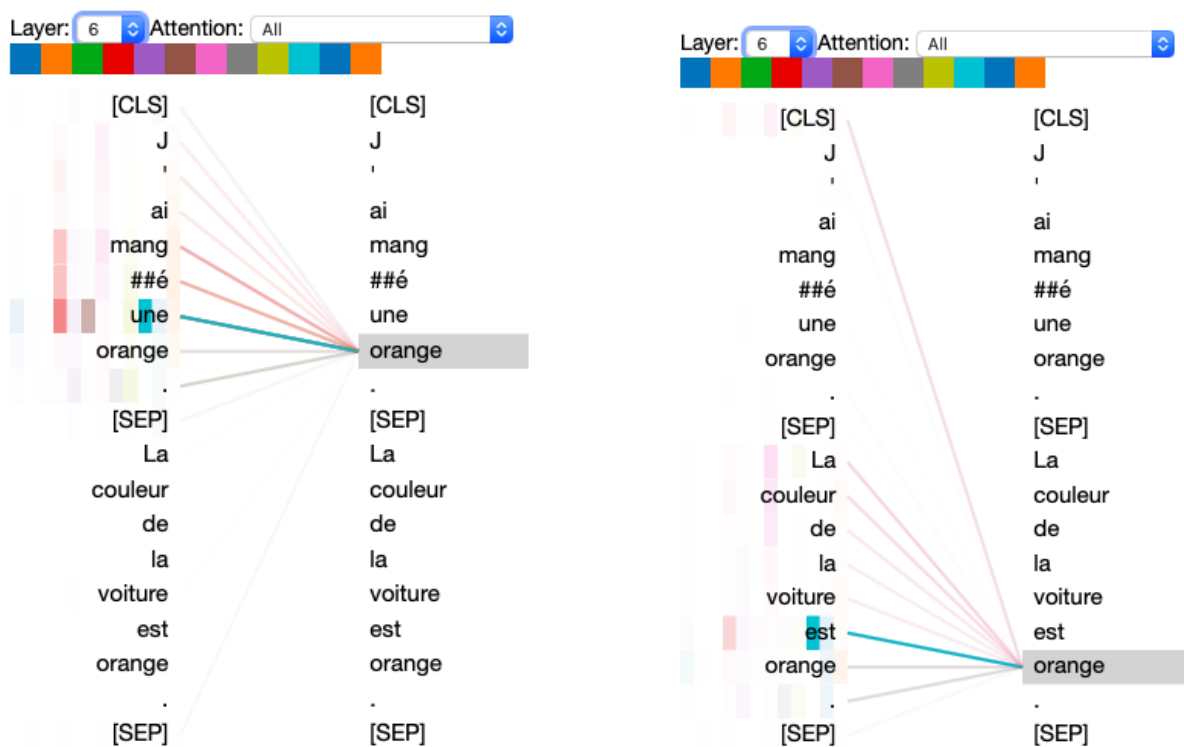 Layer: 6 Attention: All
[CLS] [CLS]
J J
' '
ai ai
mang mang
##é ##é
une une
orange orange
. .
[SEP] [SEP]
La La
couleur couleur
de de
la la
voiture voiture
est est
orange orange
. .
[SEP] [SEP]
Layer: 6 Attention: All
[CLS] [CLS]
J J
' '
ai ai
mang mang
##é ##é
une une
orange orange
. .
[SEP] [SEP]
La La
couleur couleur
de de
la la
voiture voiture
est est
orange orange
. .
[SEP] [SEP]